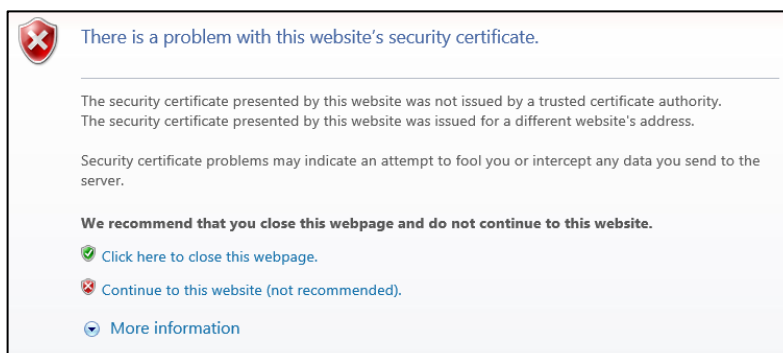 There is a problem with this website's security certificate.
The security certificate presented by this website was not issued by a trusted certificate authority.
The security certificate presented by this website was issued for a different website's address.
Security certificate problems may indicate an attempt to fool you or intercept any data you send to the
server.
We recommend that you close this webpage and do not continue to this website.
Click here to close this webpage.
Continue to this website (not recommended).
More information